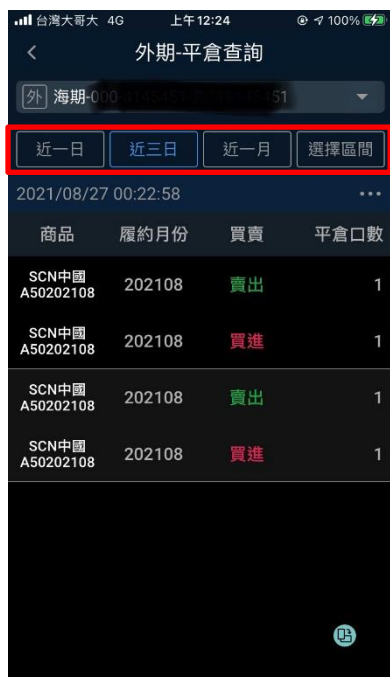 台灣大哥大 4G 上午12:24 100%
外期-平倉查詢
外 海期-000 451
近一日 近三日 近一月 選擇區間
2021/08/27 00:22:58
商品 履約月份 買賣 平倉口數
SCN中國
A50202108 202108 賣出 1
SCN中國
A50202108 202108 買進 1
SCN中國
A50202108 202108 賣出 1
SCN中國
A50202108 202108 買進 1